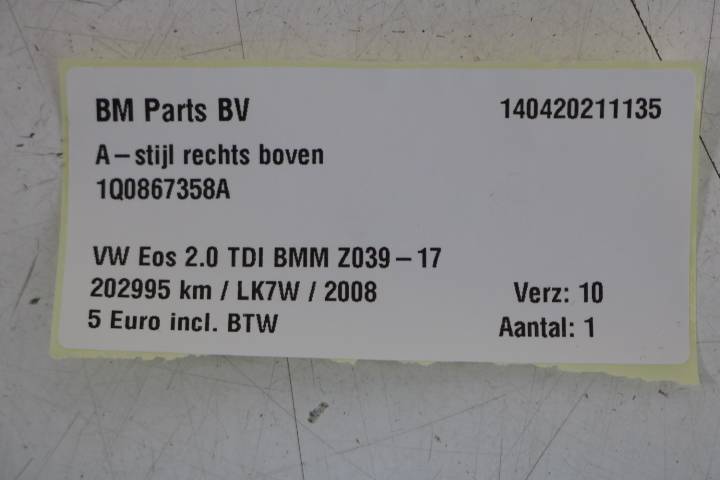 BM Parts BV 140420211135
A-stijl rechts boven
1Q0867358A
VW Eos 2.0 TDI BMM Z039-17
202995 km / LK7W / 2008 Verz: 10
5 Euro incl. BTW Aantal: 1